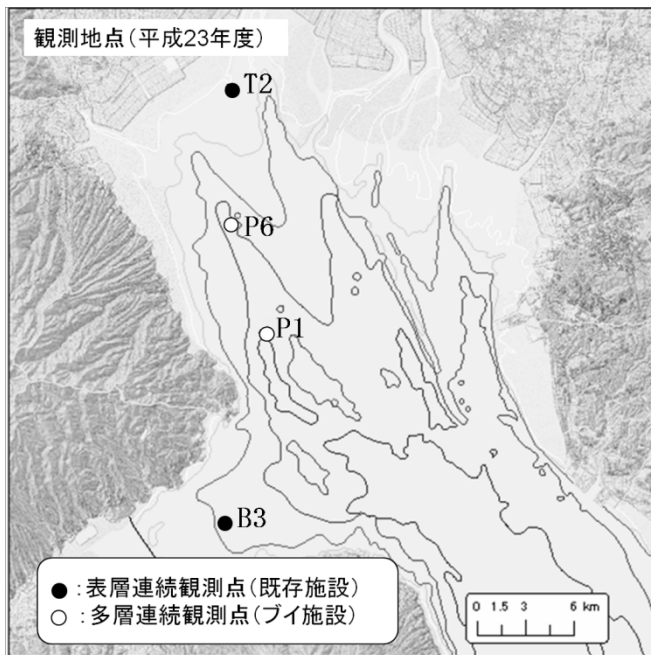 観測地点(平成23年度)
T2
P6
P1
B3
●:表層連続観測点(既存施設)
○:多層連続観測点(ブイ施設)
0 1.5 3 6 km